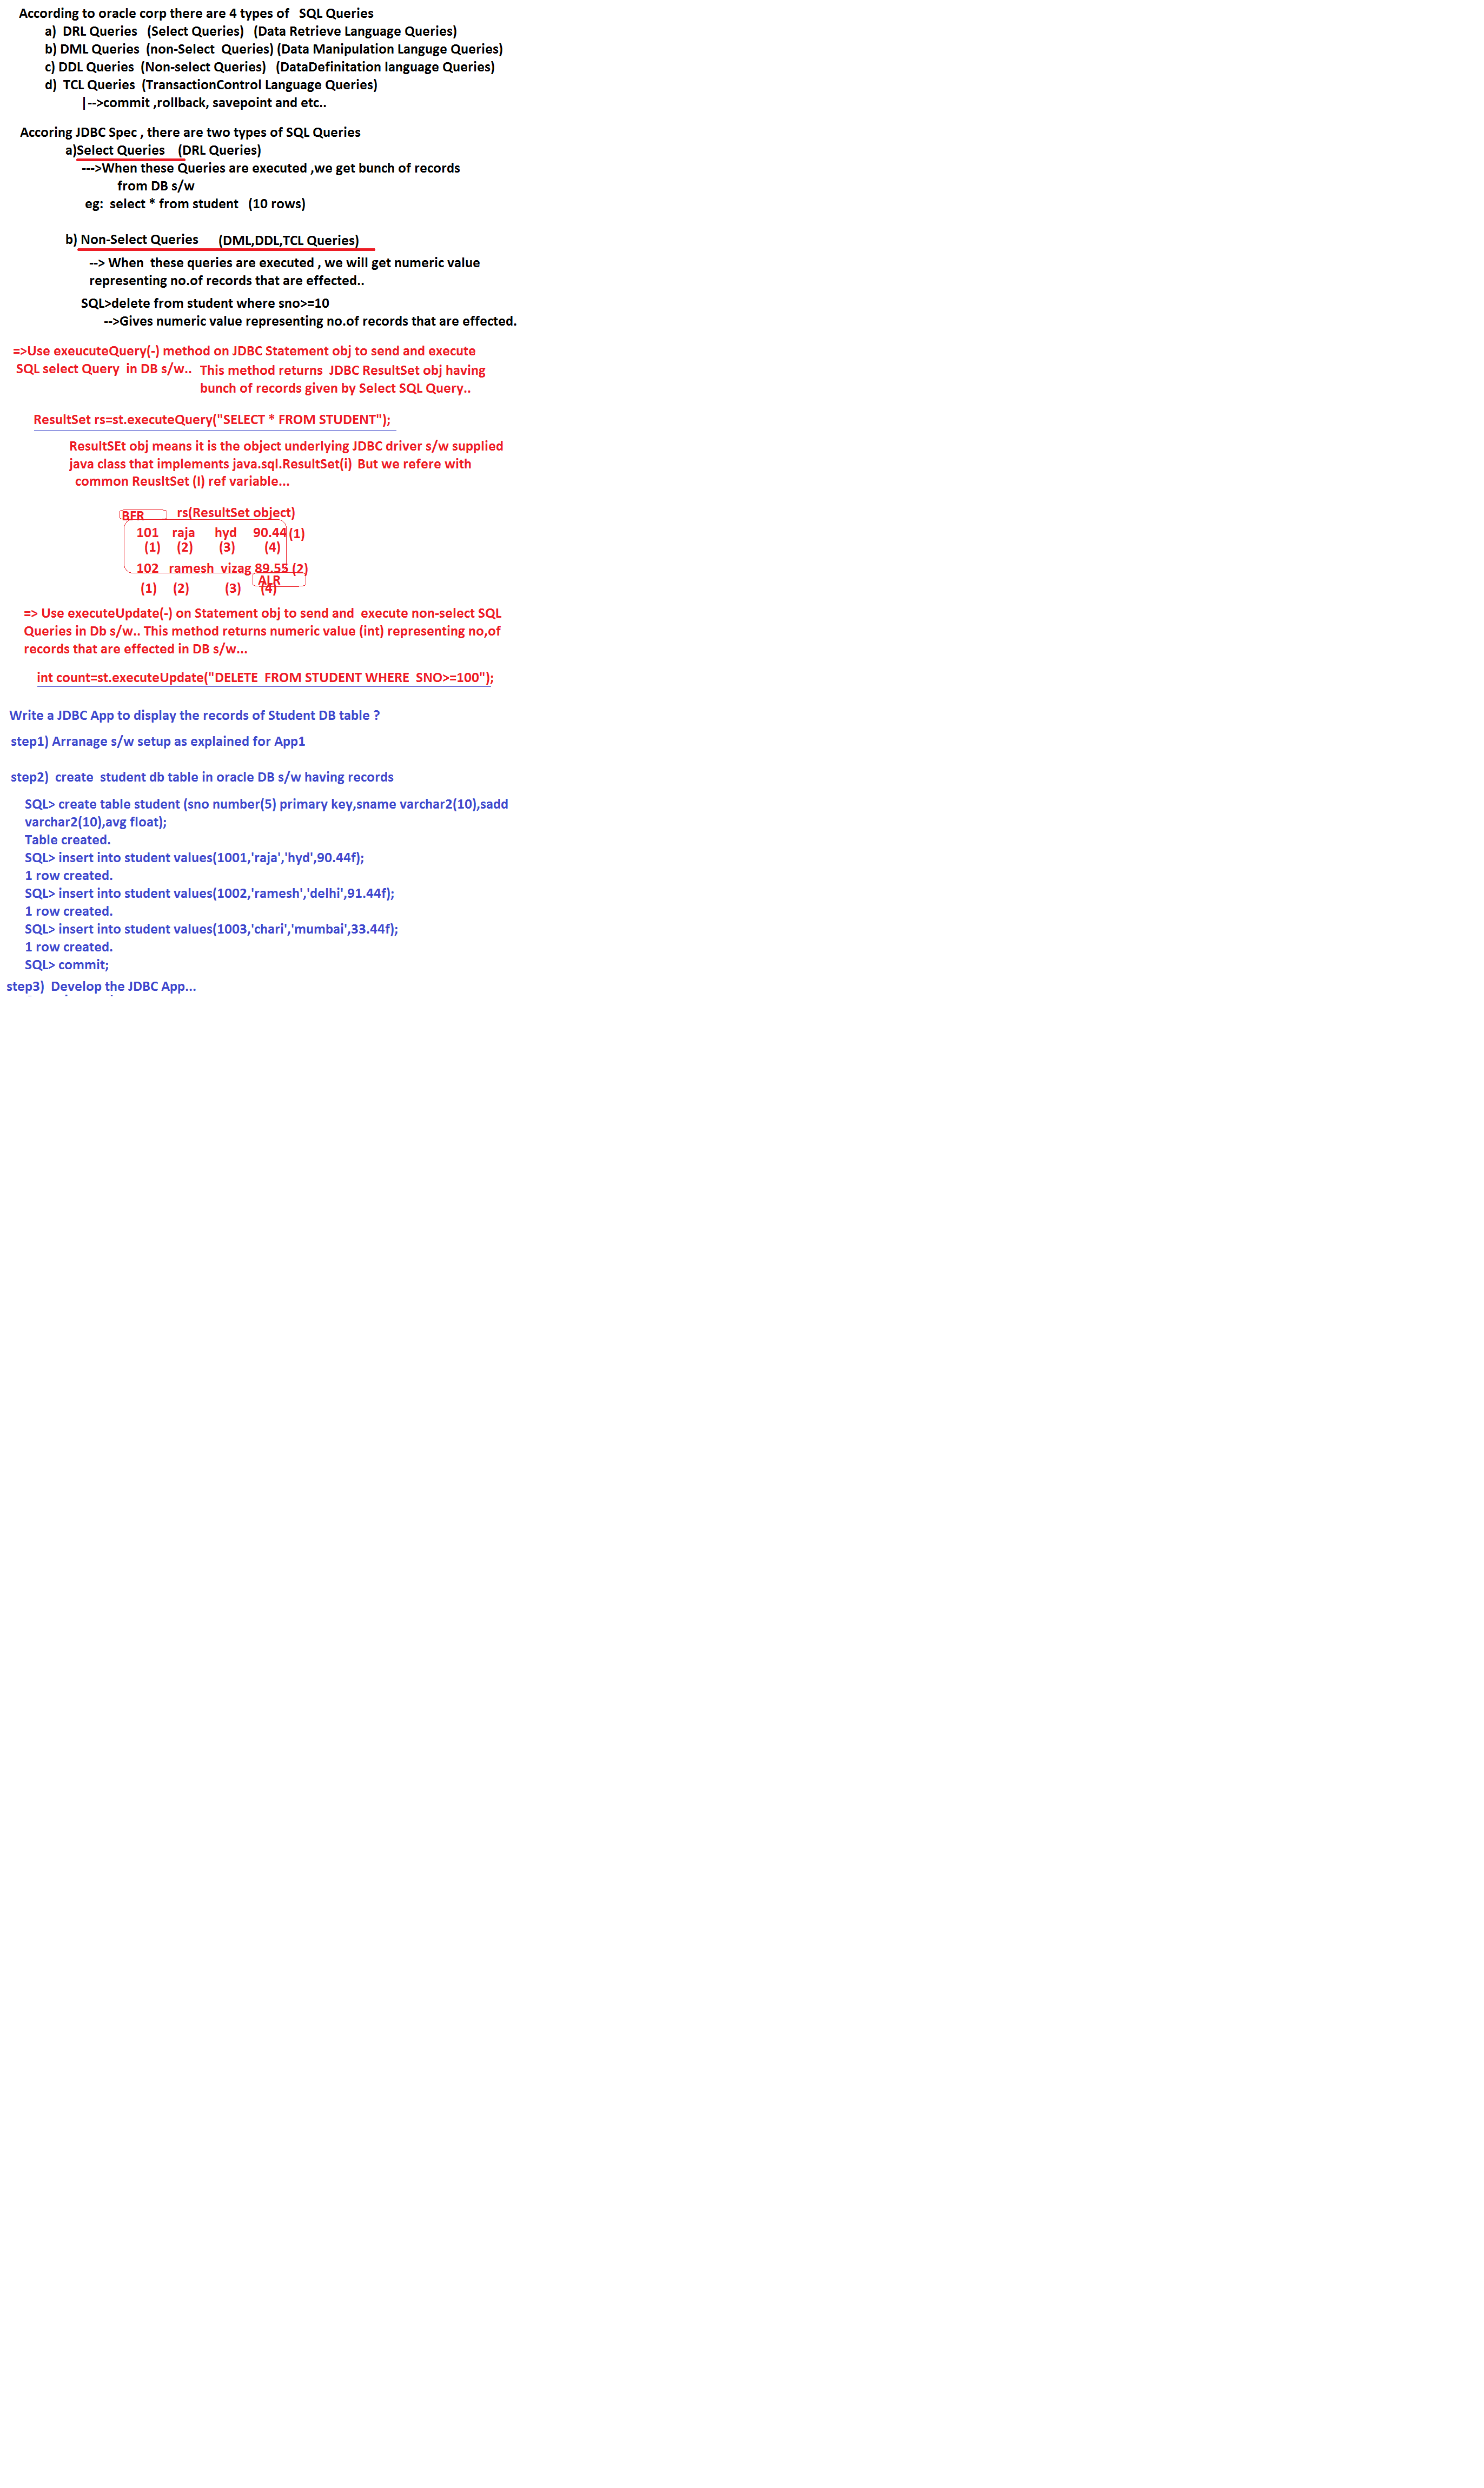 According to oracle corp there are 4 types of   SQL Queries
a)  DRL Queries   (Select Queries)   (Data Retrieve Language Queries)
b) DML Queries  (non-Select  Queries) (Data Manipulation Languge Queries)
c) DDL Queries  (Non-select Queries)   (DataDefinitation language Queries)
d)  TCL Queries  (TransactionControl Language Queries)
|-->commit ,rollback, savepoint and etc..
Accoring JDBC Spec , there are two types of SQL Queries
a)Select Queries    (DRL Queries)
--->When these Queries are executed ,we get bunch of records
from DB s/w
eg:  select * from student   (10 rows)
b) Non-Select Queries      (DML,DDL,TCL Queries)
--> When  these queries are executed , we will get numeric value
representing no.of records that are effected..
SQL>delete from student where sno>=10
-->Gives numeric value representing no.of records that are effected.
=>Use exeucuteQuery(-) method on JDBC Statement obj to send and execute
SQL select Query  in DB s/w..  This method returns  JDBC ResultSet obj having
bunch of records given by Select SQL Query..
ResultSet rs=st.executeQuery("SELECT * FROM STUDENT");
ResultSEt obj means it is the object underlying JDBC driver s/w supplied
java class that implements java.sql.ResultSet(i)  But we refere with
common ReusltSet (I) ref variable...
BFR   rs(ResultSet object)
101   raja   hyd   90.44 (1)
(1)   (2)   (3)   (4)
102   ramesh  vizag 89.55 (2)
ALR
(1)   (2)   (3)   (4)
=> Use executeUpdate(-) on Statement obj to send and  execute non-select SQL
Queries in Db s/w.. This method returns numeric value (int) representing no,of
records that are effected in DB s/w...
int count=st.executeUpdate("DELETE  FROM STUDENT WHERE  SNO>=100");
Write a JDBC App to display the records of Student DB table ?
step1) Arranage s/w setup as explained for App1
step2)  create  student db table in oracle DB s/w having records
SQL> create table student (sno number(5) primary key,sname varchar2(10),sadd
varchar2(10),avg float);
Table created.
SQL> insert into student values(1001,'raja','hyd',90.44f);
1 row created.
SQL> insert into student values(1002,'ramesh','delhi',91.44f);
1 row created.
SQL> insert into student values(1003,'chari','mumbai',33.44f);
1 row created.
SQL> commit;
step3)  Develop the JDBC App...